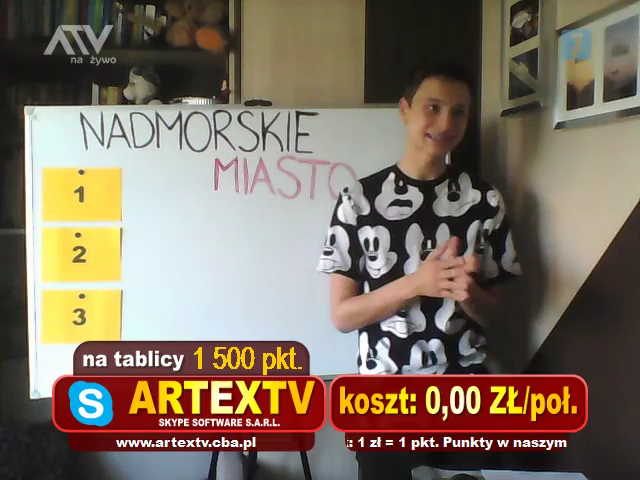 ATV
na żywo
2
NADMORSKIE
MIASTO
1
2
3
na tablicy 1 500 pkt.
ARTEXTV
SKYPE SOFTWARE S.A.R.L.
koszt: 0,00 ZŁ/poł.
www.artextv.cba.pl
: 1 zł = 1 pkt. Punkty w naszym